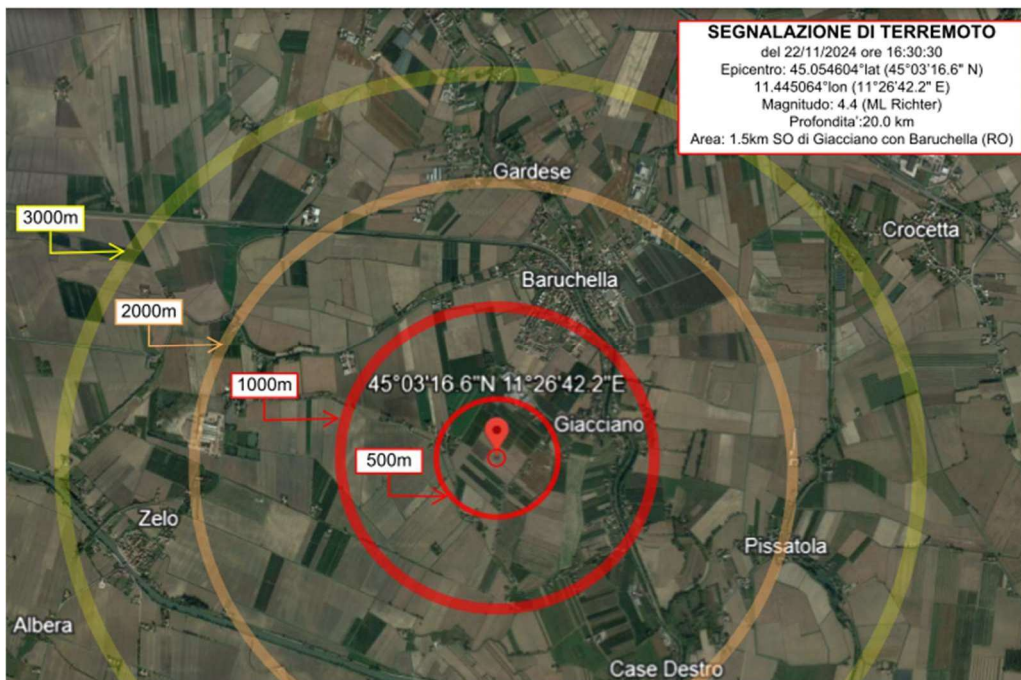 SEGNALAZIONE DI TERREMOTO
del 22/11/2024 ore 16:30:30
Epicentro: 45.054604°lat (45°03'16.6" N)
11.445064°lon (11°26'42.2" E)
Magnitudo: 4.4 (ML Richter)
Profondita':20.0 km
Area: 1.5km SO di Giacciano con Baruchella (RO)
Gardese
3000m
Crocetta
Baruchella
2000m
1000m
45°03'16.6"N 11°26'42.2"E
Giacciano
500m
Zelo
Pissatola
Albera
Case Destro